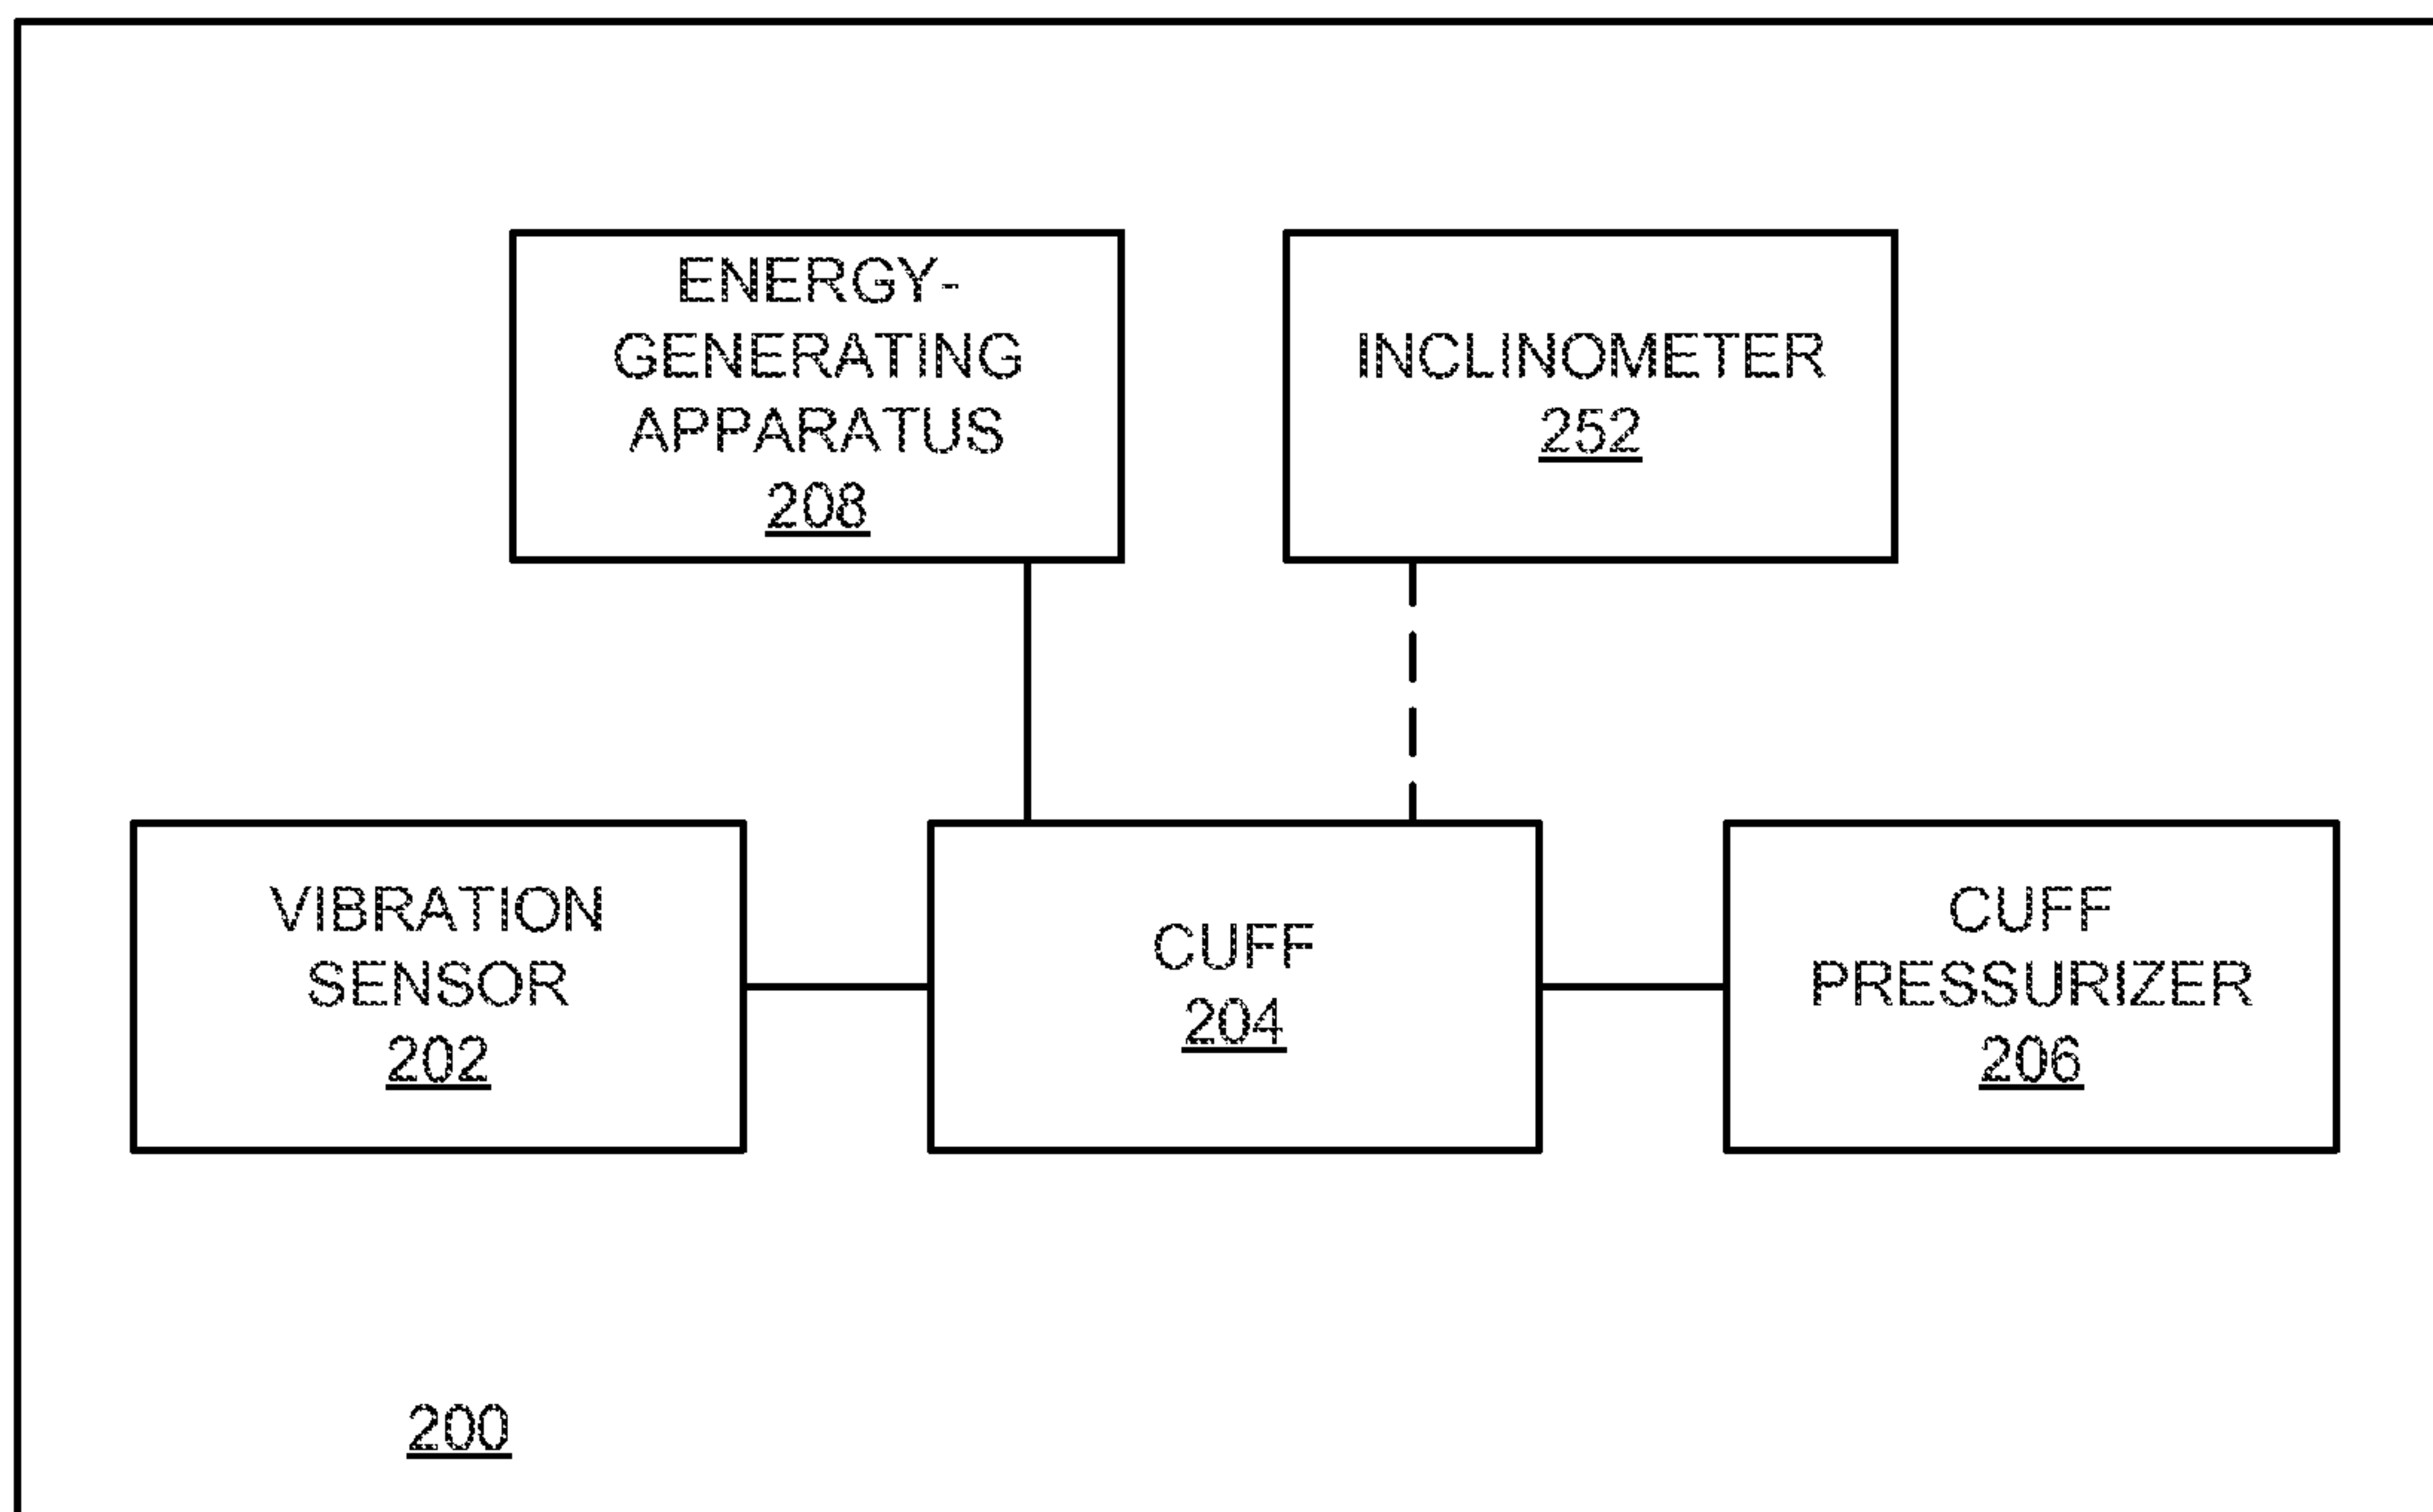 ENERGY-
GENERATING
APPARATUS
208
INCLINOMETER
252
VIBRATION
SENSOR
202
CUFF
204
CUFF
PRESSURIZER
206
200